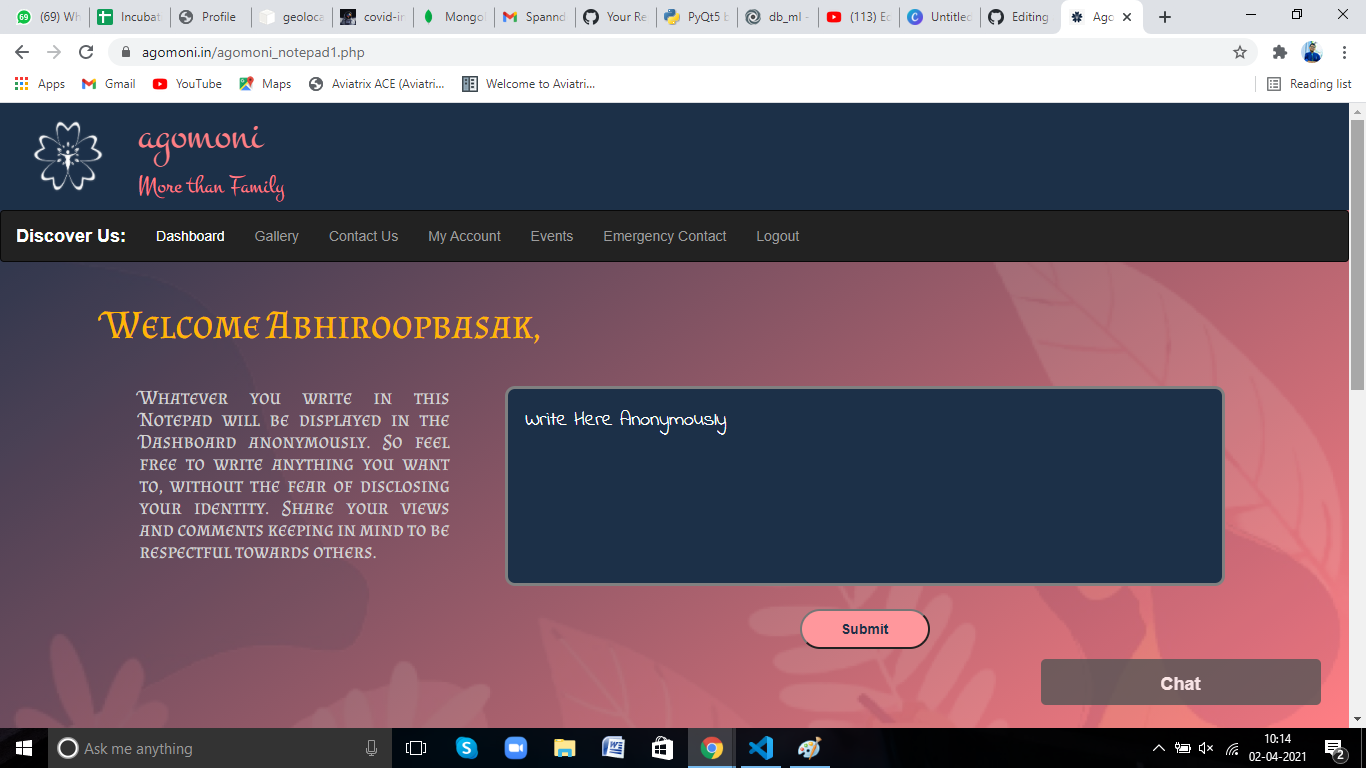 (69) Wh
Incubat
Profile
geoloca
covid-in
Mongol
Spannd
Your Re
PyQt5 b
db_ml -
(113) Ec
Untitled
Editing
Ago
agomoni.in/agomoni_notepad1.php
Apps
Gmail
YouTube
Maps
Aviatrix ACE (Aviatri...
Welcome to Aviatri...
Reading list
agomoni
More than Family
Discover Us: Dashboard Gallery Contact Us My Account Events Emergency Contact Logout
Welcome Abhiroopbasak,
Whatever you write in this
Notepad will be displayed in the
Dashboard anonymously. So feel
free to write anything you want
to, without the fear of disclosing
your identity. Share your views
and comments keeping in mind to be
respectful towards others.
Write Here Anonymously
Submit
Chat
Ask me anything
10:14
02-04-2021
2